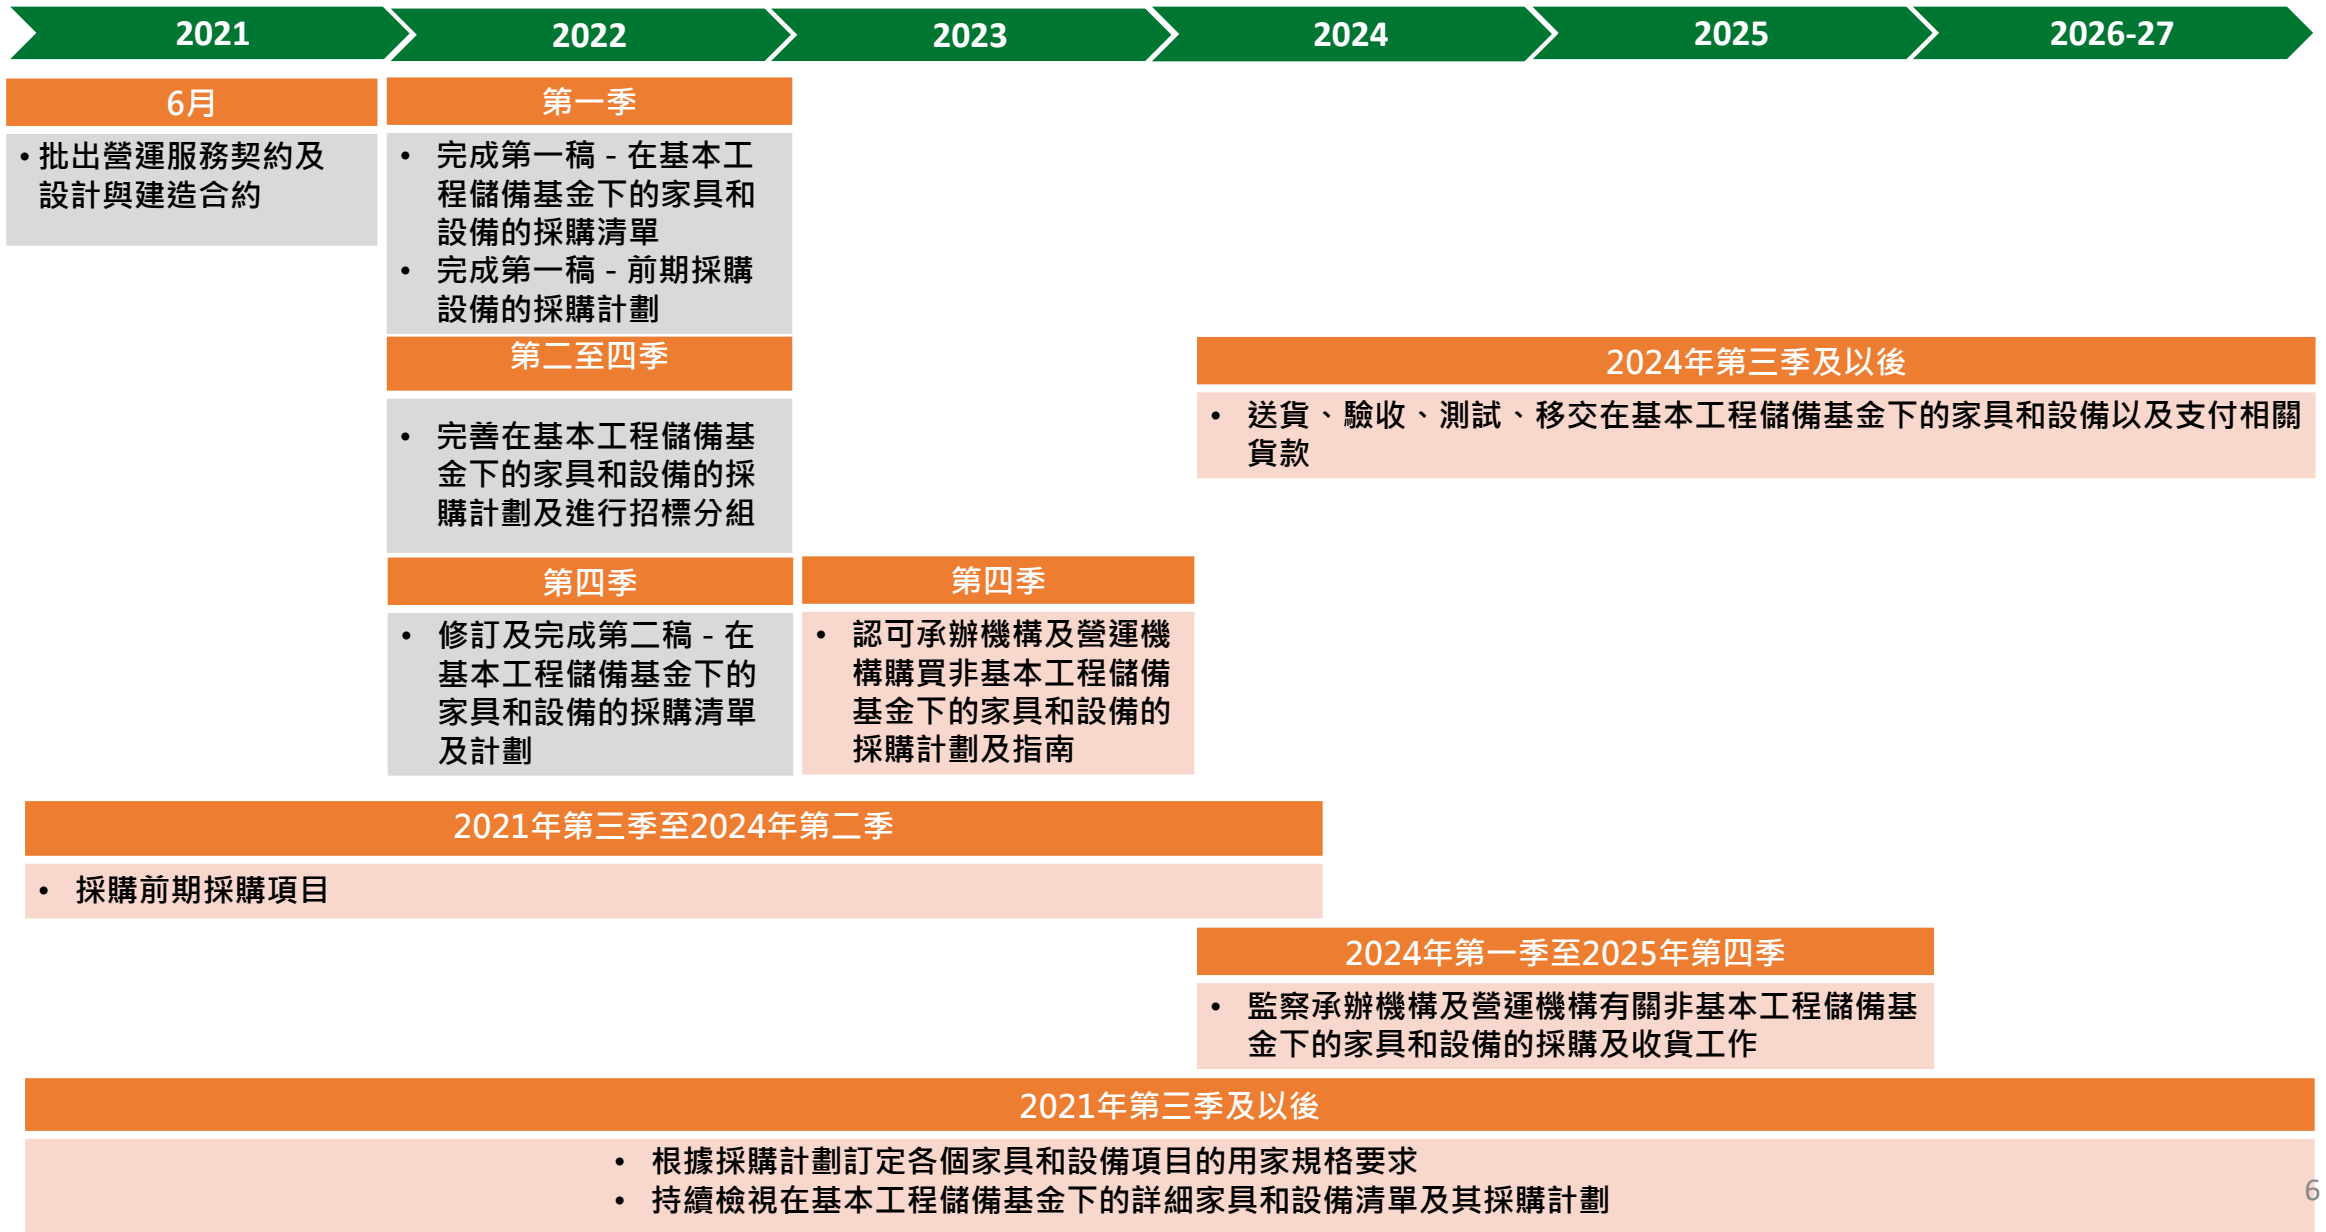 2021
2022
2023
2024
2025
2026-27
6月
• 批出營運服務契約及
設計與建造合約
第一季
• 完成第一稿 - 在基本工
程儲備基金下的家具和
設備的採購清單
• 完成第一稿 - 前期採購
設備的採購計劃
第二至四季
• 完善在基本工程儲備基
金下的家具和設備的採
購計劃及進行招標分組
2024年第三季及以後
• 送貨、驗收、測試、移交在基本工程儲備基金下的家具和設備以及支付相關
貨款
第四季
• 修訂及完成第二稿 - 在
基本工程儲備基金下的
家具和設備的採購清單
及計劃
第四季
• 認可承辦機構及營運機
構購買非基本工程儲備
基金下的家具和設備的
採購計劃及指南
2021年第三季至2024年第二季
• 採購前期採購項目
2024年第一季至2025年第四季
• 監察承辦機構及營運機構有關非基本工程儲備基
金下的家具和設備的採購及收貨工作
2021年第三季及以後
• 根據採購計劃訂定各個家具和設備項目的用家規格要求
• 持續檢視在基本工程儲備基金下的詳細家具和設備清單及其採購計劃
6